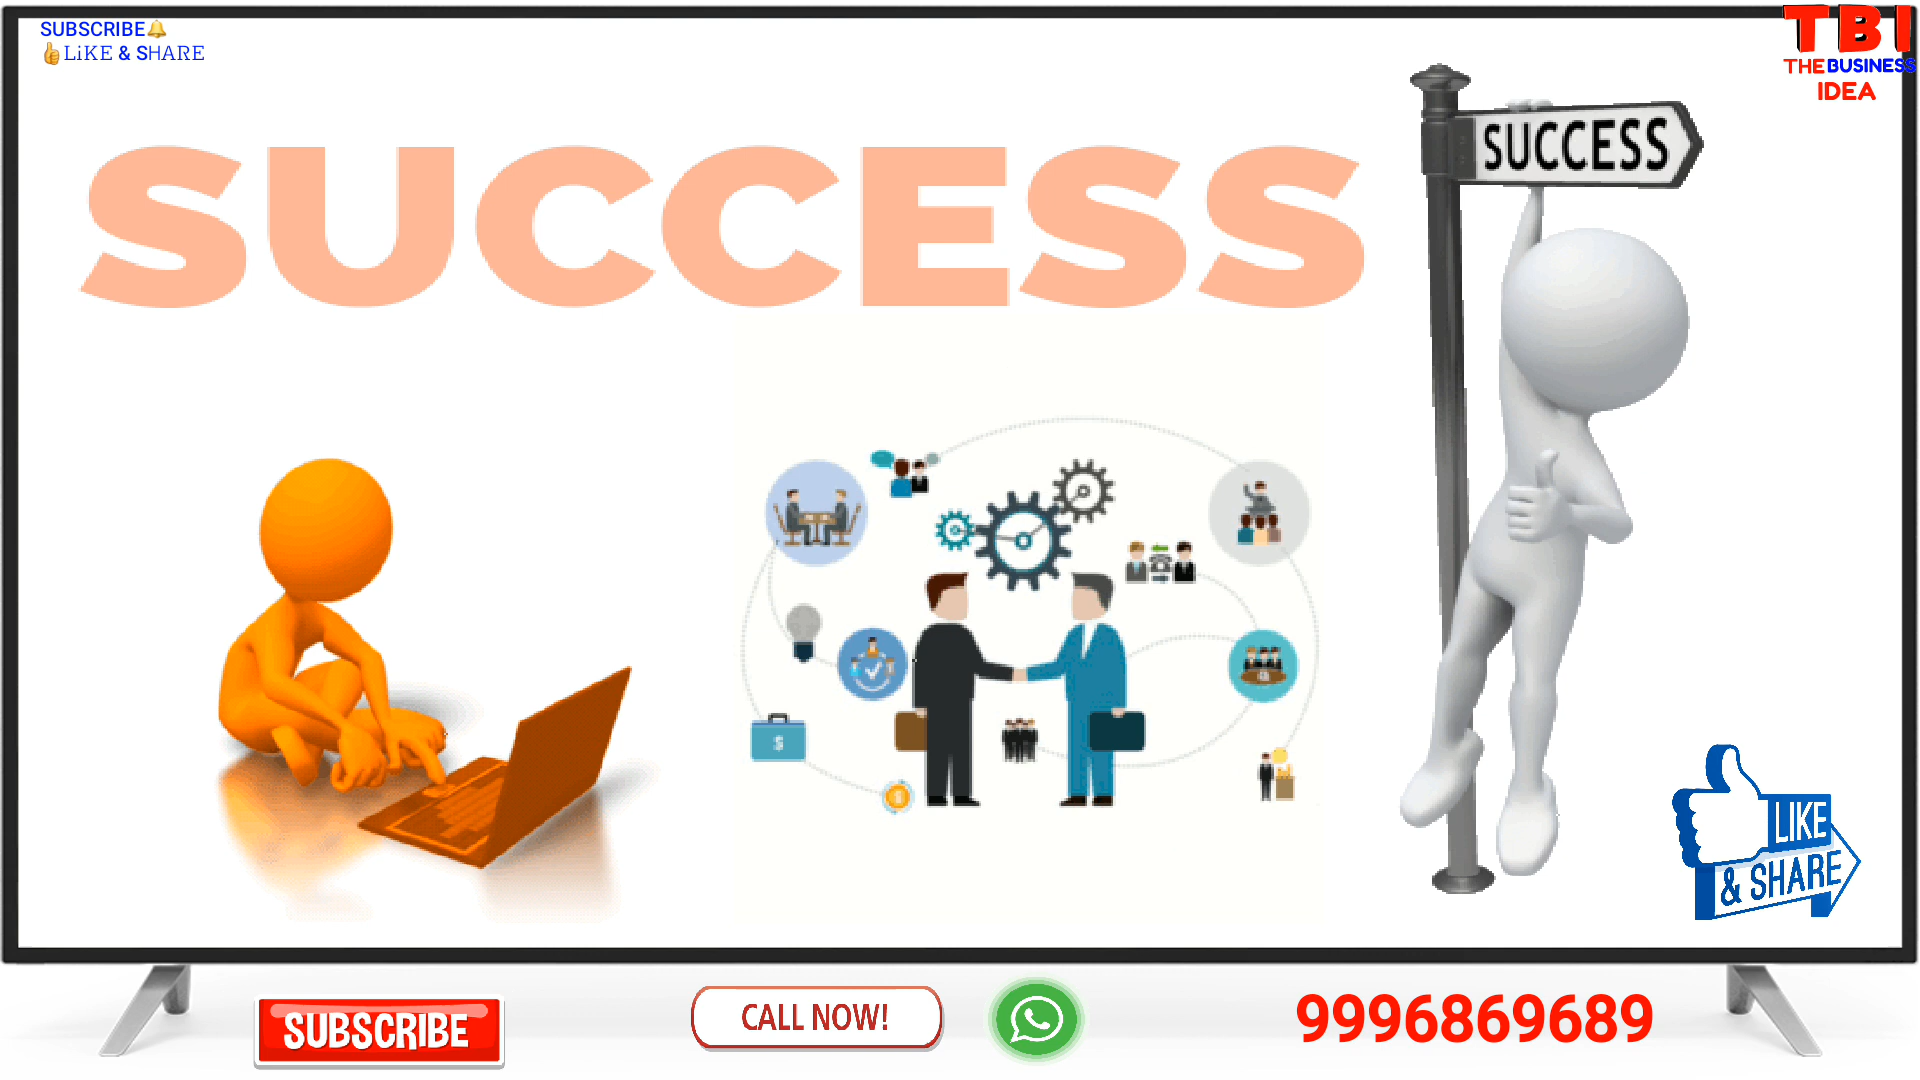 SUBSCRIBE🔔
👍LiKE & SHARE
TBI
THE BUSINESS
IDEA
SUCCESS
SUCCESS
$
$
LIKE
& SHARE
SUBSCRIBE
CALL NOW!
9996869689